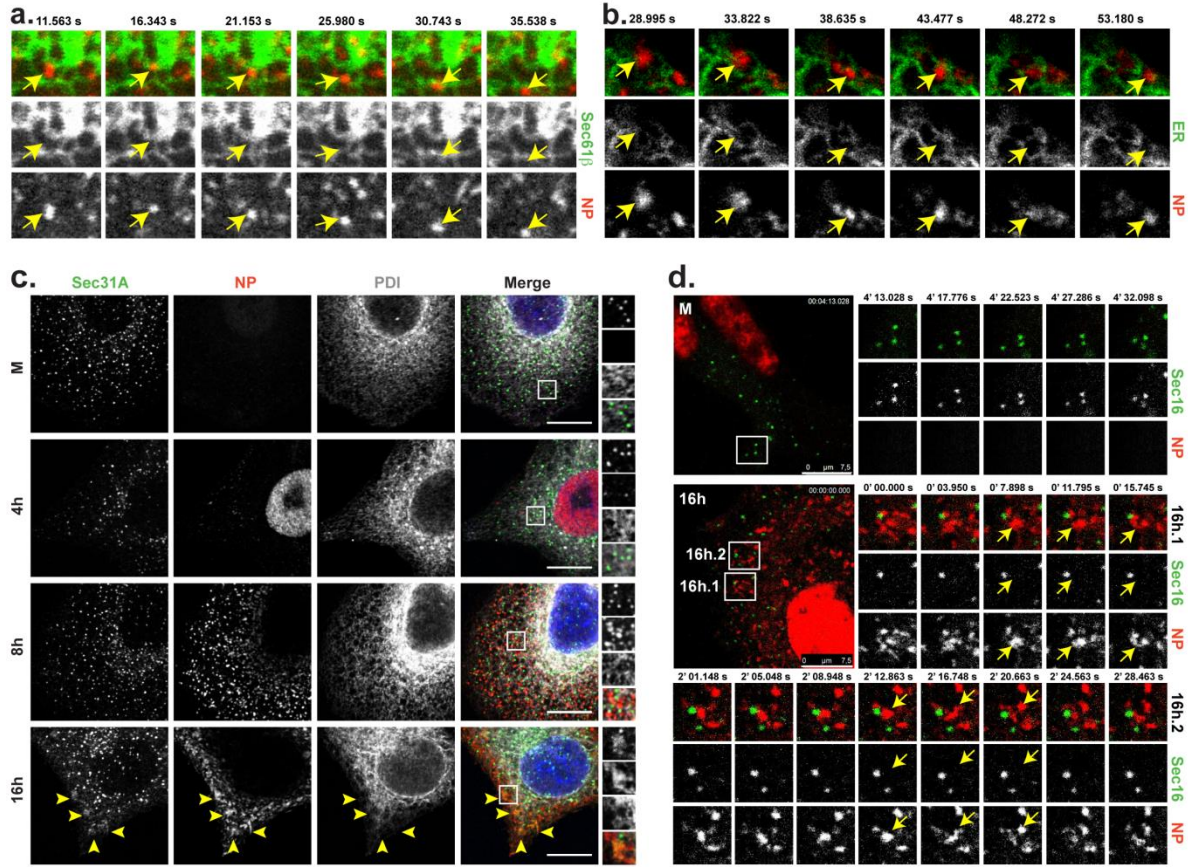 a.
11.563 s 16.343 s 21.153 s 25.980 s 30.743 s 35.538 s
Sec61β
NP
b.
28.995 s 33.822 s 38.635 s 43.477 s 48.272 s 53.180 s
ER
NP
c.
Sec31A NP PDI Merge
M
4h
8h
16h
d.
M
00:04:13.028
0 µm 7,5
4' 13.028 s 4' 17.776 s 4' 22.523 s 4' 27.286 s 4' 32.098 s
Sec16
NP
16h
00:00:00.000
16h.2
16h.1
0 µm 7,5
0' 00.000 s 0' 03.950 s 0' 7.898 s 0' 11.795 s 0' 15.745 s
16h.1
Sec16
NP
2' 01.148 s 2' 05.048 s 2' 08.948 s 2' 12.863 s 2' 16.748 s 2' 20.663 s 2' 24.563 s 2' 28.463 s
16h.2
Sec16
NP